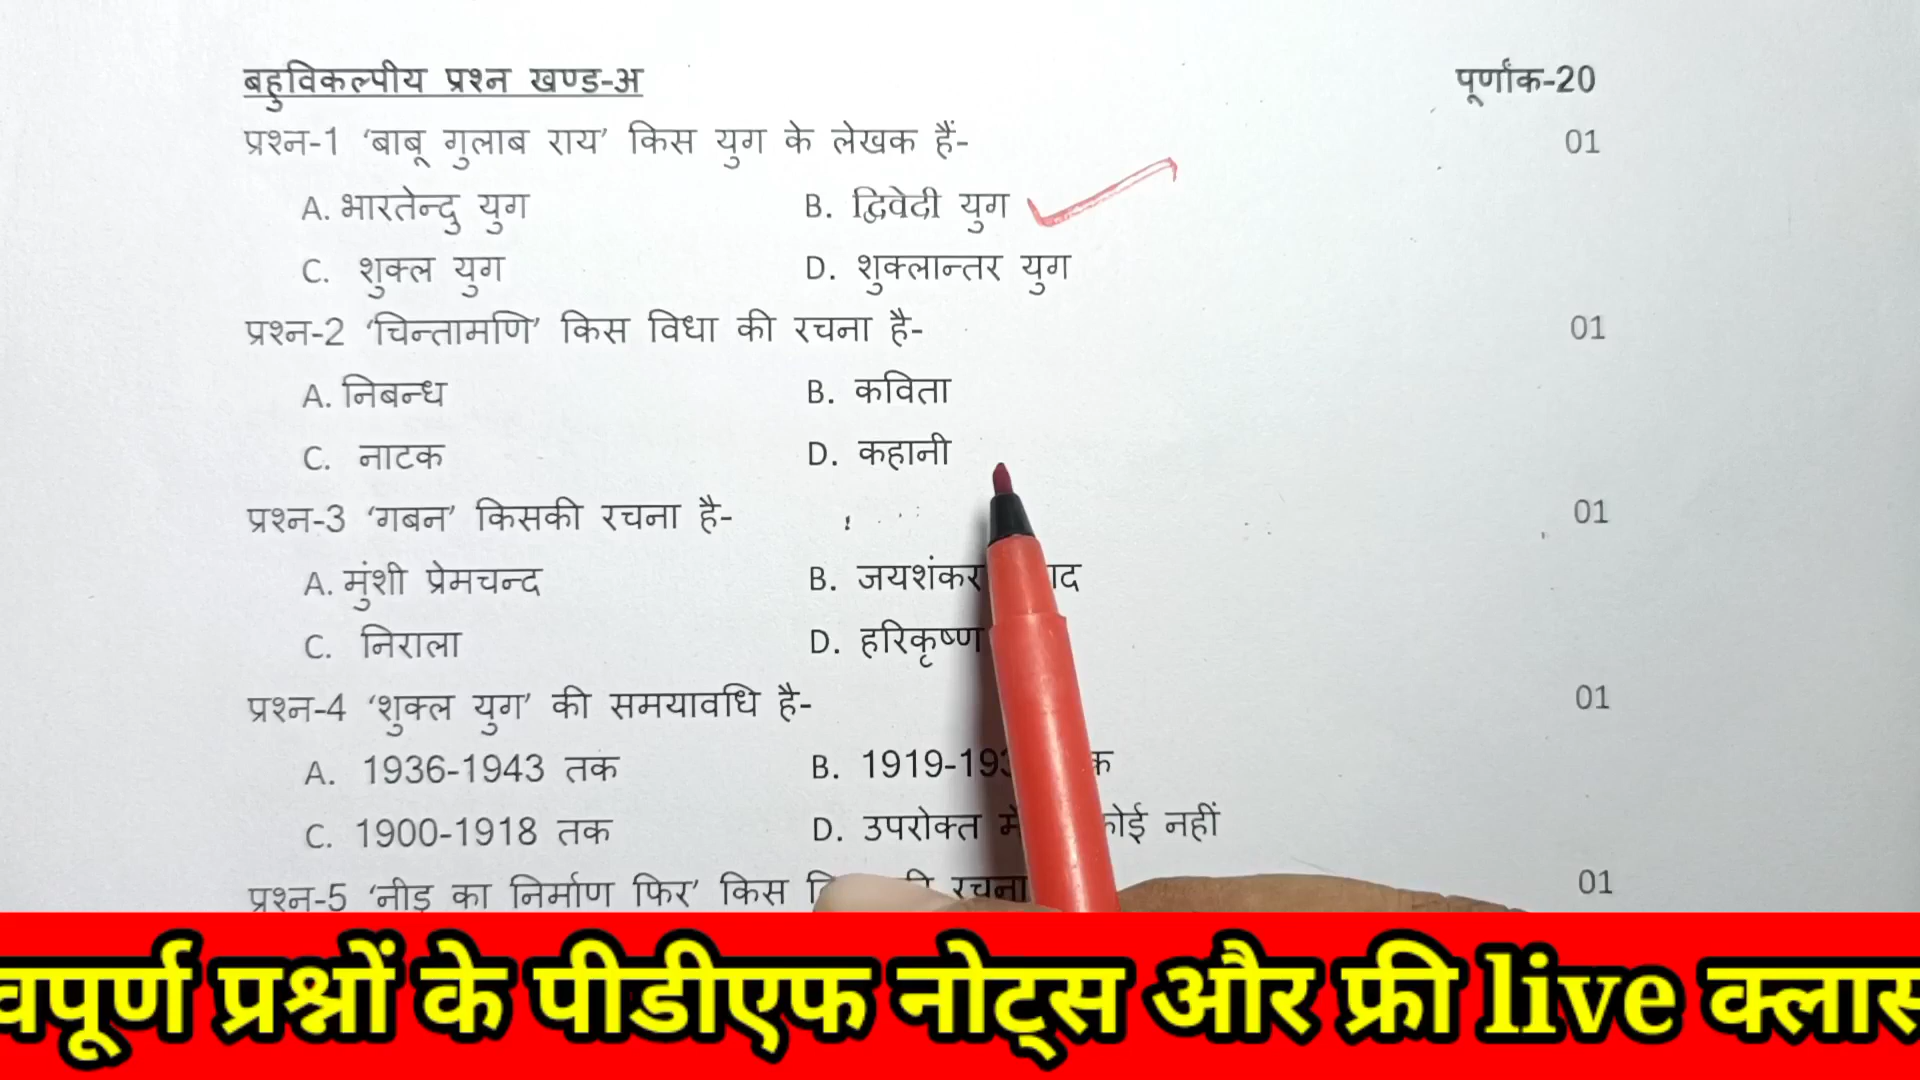 बहुविकल्पीय प्रश्न खण्ड-अ पूर्णांक-20
प्रश्न-1 ‘बाबू गुलाब राय’ किस युग के लेखक हैं- 01
A. भारतेन्दु युग B. द्विवेदी युग
C. शुक्ल युग D. शुक्लान्तर युग
प्रश्न-2 ‘चिन्तामणि’ किस विधा की रचना है- 01
A. निबन्ध B. कविता
C. नाटक D. कहानी
प्रश्न-3 ‘गबन’ किसकी रचना है- 01
A. मुंशी प्रेमचन्द B. जयशंकर
C. निराला D. हरिकृष्ण
प्रश्न-4 ‘शुक्ल युग’ की समयावधि है- 01
A. 1936-1943 तक B. 1919-193
C. 1900-1918 तक D. उपरोक्त में कोई नहीं
प्रश्न-5 ‘नीड़ का निर्माण फिर’ किस रचना 01
वपूर्ण प्रश्नों के पीडीएफ नोट्स और फ्री live क्लास